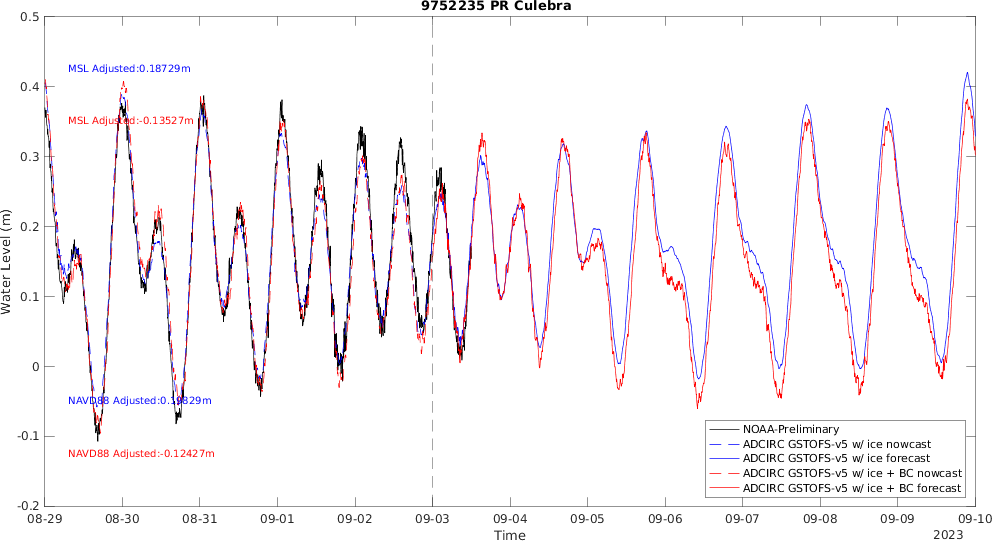 9752235 PR Culebra
0.5
0.4
0.3
0.2
0.1
0
-0.1
-0.2
Water Level (m)
MSL Adjusted:0.18729m
MSL Adjusted:-0.13527m
NAVD88 Adjusted:0.19829m
NAVD88 Adjusted:-0.12427m
NOAA-Preliminary
ADCIRC GSTOFS-v5 w/ ice nowcast
ADCIRC GSTOFS-v5 w/ ice forecast
ADCIRC GSTOFS-v5 w/ ice + BC nowcast
ADCIRC GSTOFS-v5 w/ ice + BC forecast
08-29 08-30 08-31 09-01 09-02 09-03 09-04 09-05 09-06 09-07 09-08 09-09 09-10
Time
2023